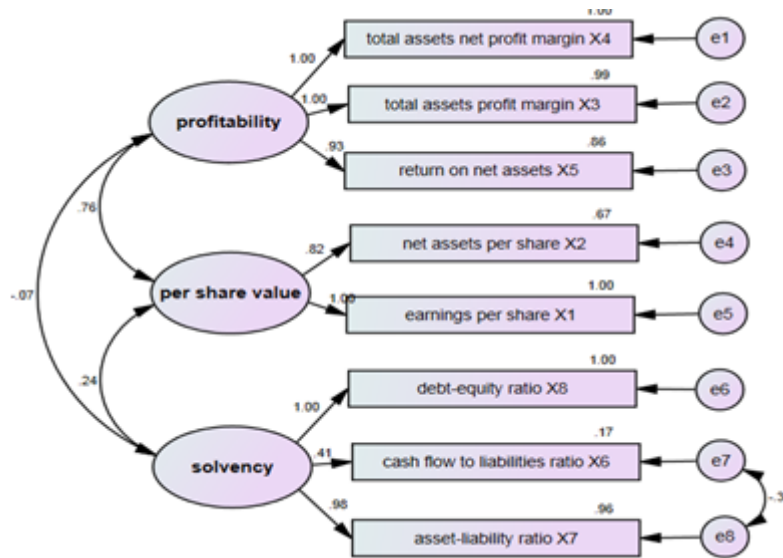 1.00
total assets net profit margin X4
e1
1.00
.99
1.00
total assets profit margin X3
e2
profitability
.86
.93
return on net assets X5
e3
.76
.67
.82
net assets per share X2
e4
per share value
1.00
1.00
earnings per share X1
e5
-.07
.24
1.00
debt-equity ratio X8
e6
1.00
.17
.41
cash flow to liabilities ratio X6
e7
solvency
-.3
.98
.96
asset-liability ratio X7
e8